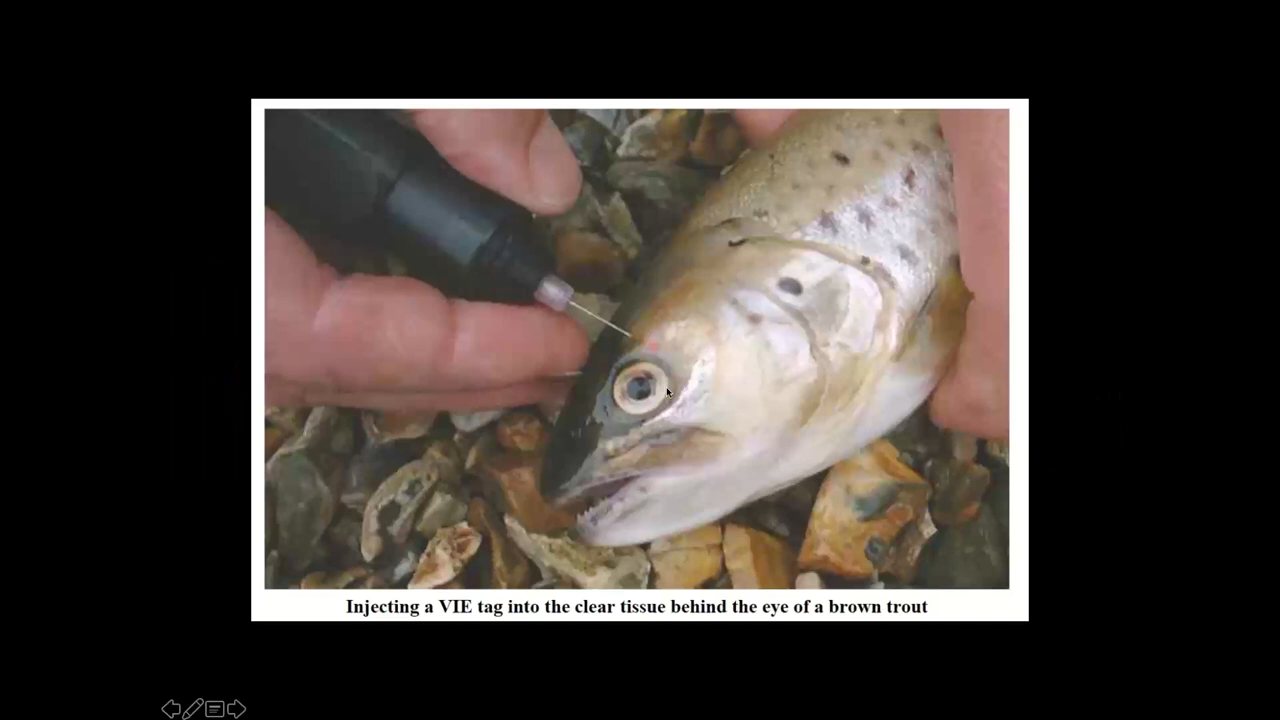 Injecting a VIE tag into the clear tissue behind the eye of a brown trout